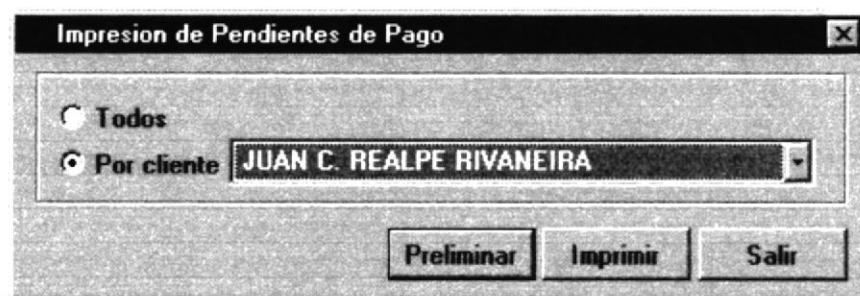 Impresion de Pendientes de Pago
Todos
Por cliente JUAN C. REALPE RIVANEIRA
Preliminar Imprimir Salir